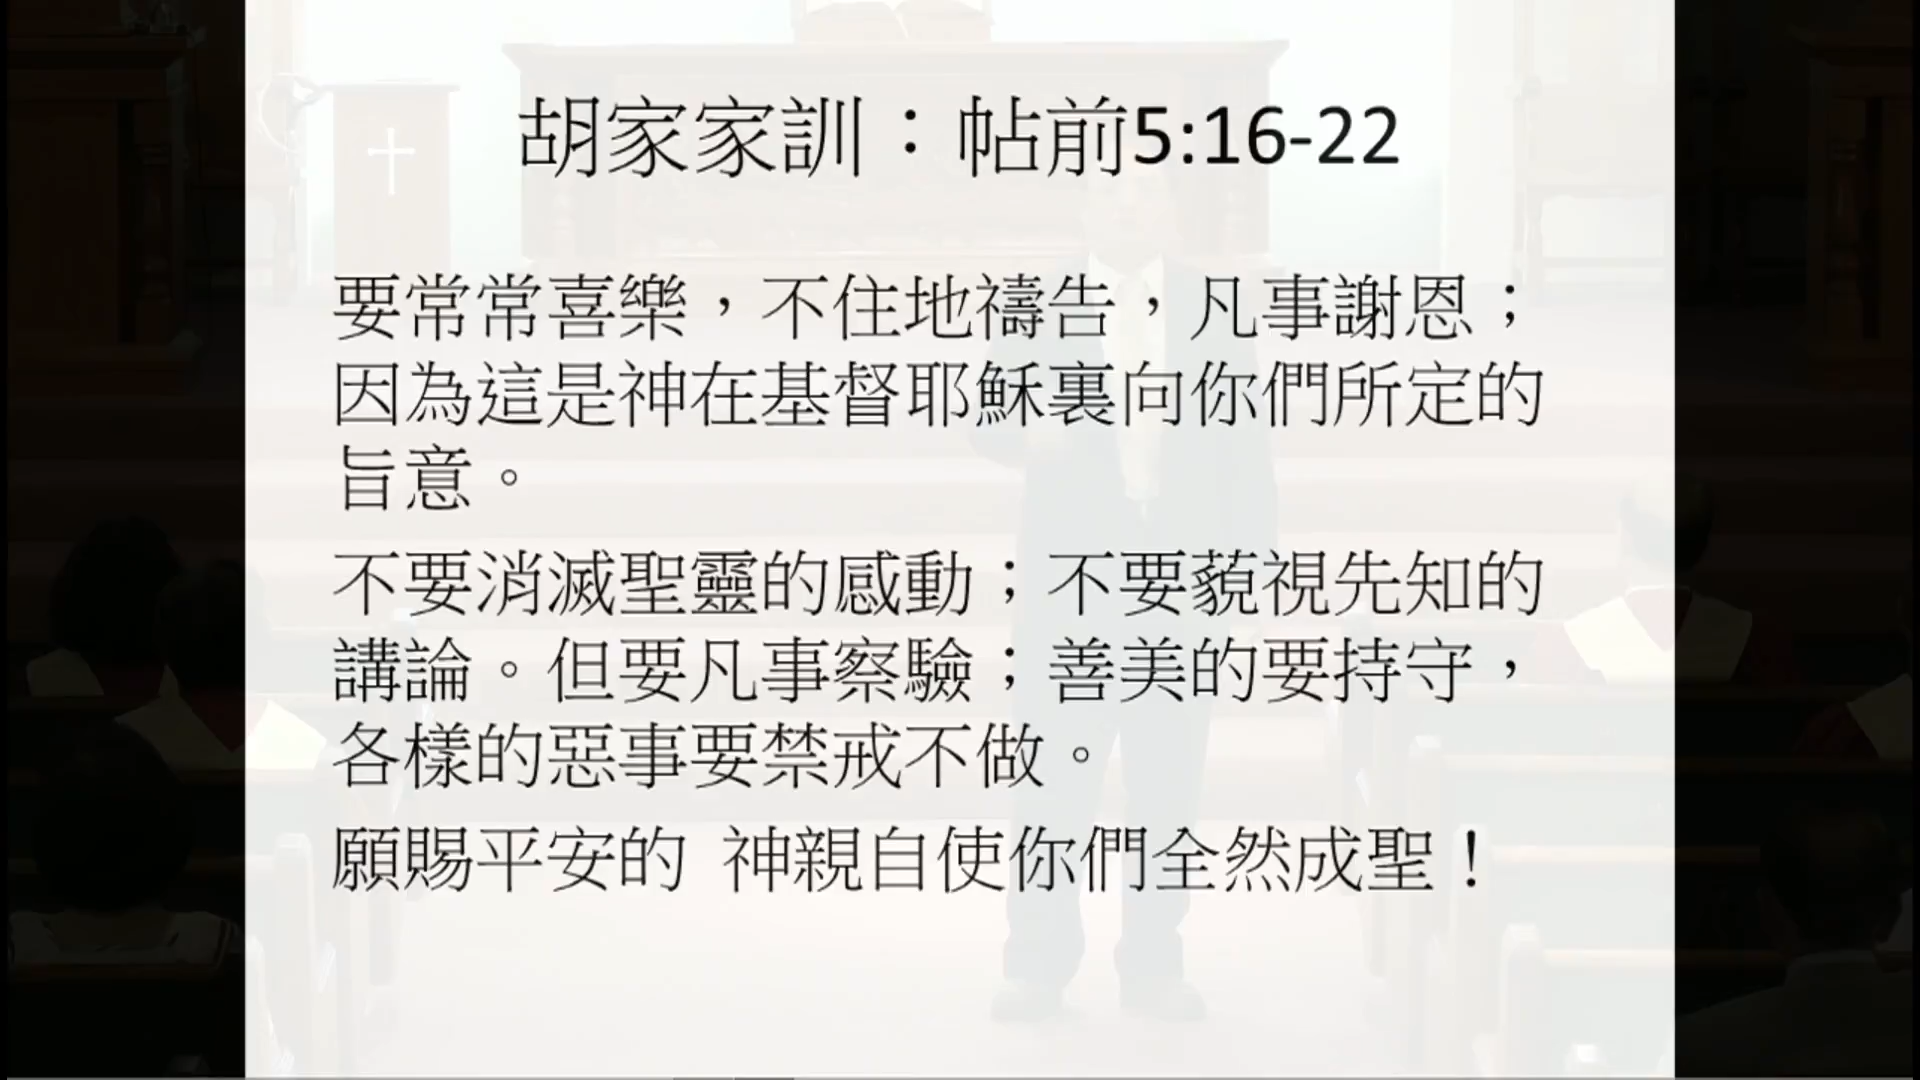 胡家家訓：帖前5:16-22
要常常喜樂，不住地禱告，凡事謝恩；
因為這是神在基督耶穌裏向你們所定的
旨意。
不要消滅聖靈的感動；不要藐視先知的
講論。但要凡事察驗；善美的要持守，
各樣的惡事要禁戒不做。
願賜平安的 神親自使你們全然成聖！